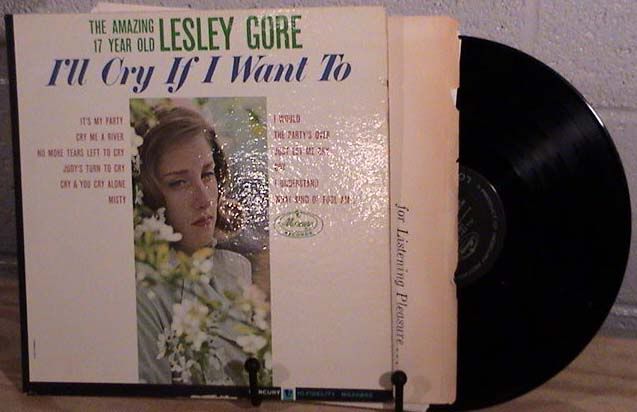 THE AMAZING
17 YEAR OLD
LESLEY GORE
I'll Cry If I Want To
IT'S MY PARTY
CRY ME A RIVER
NO MORE TEARS LEFT TO CRY
JUDY'S TURN TO CRY
CRY & YOU CRY ALONE
MISTY
I WOULD
THE PARTY'S OVER
JUST LET ME CRY
I UNDERSTAND
WHAT KIND OF FOOL AM I
Mercury
RECORDS
for Listening Pleasure...
MERCURY
HI-FIDELITY